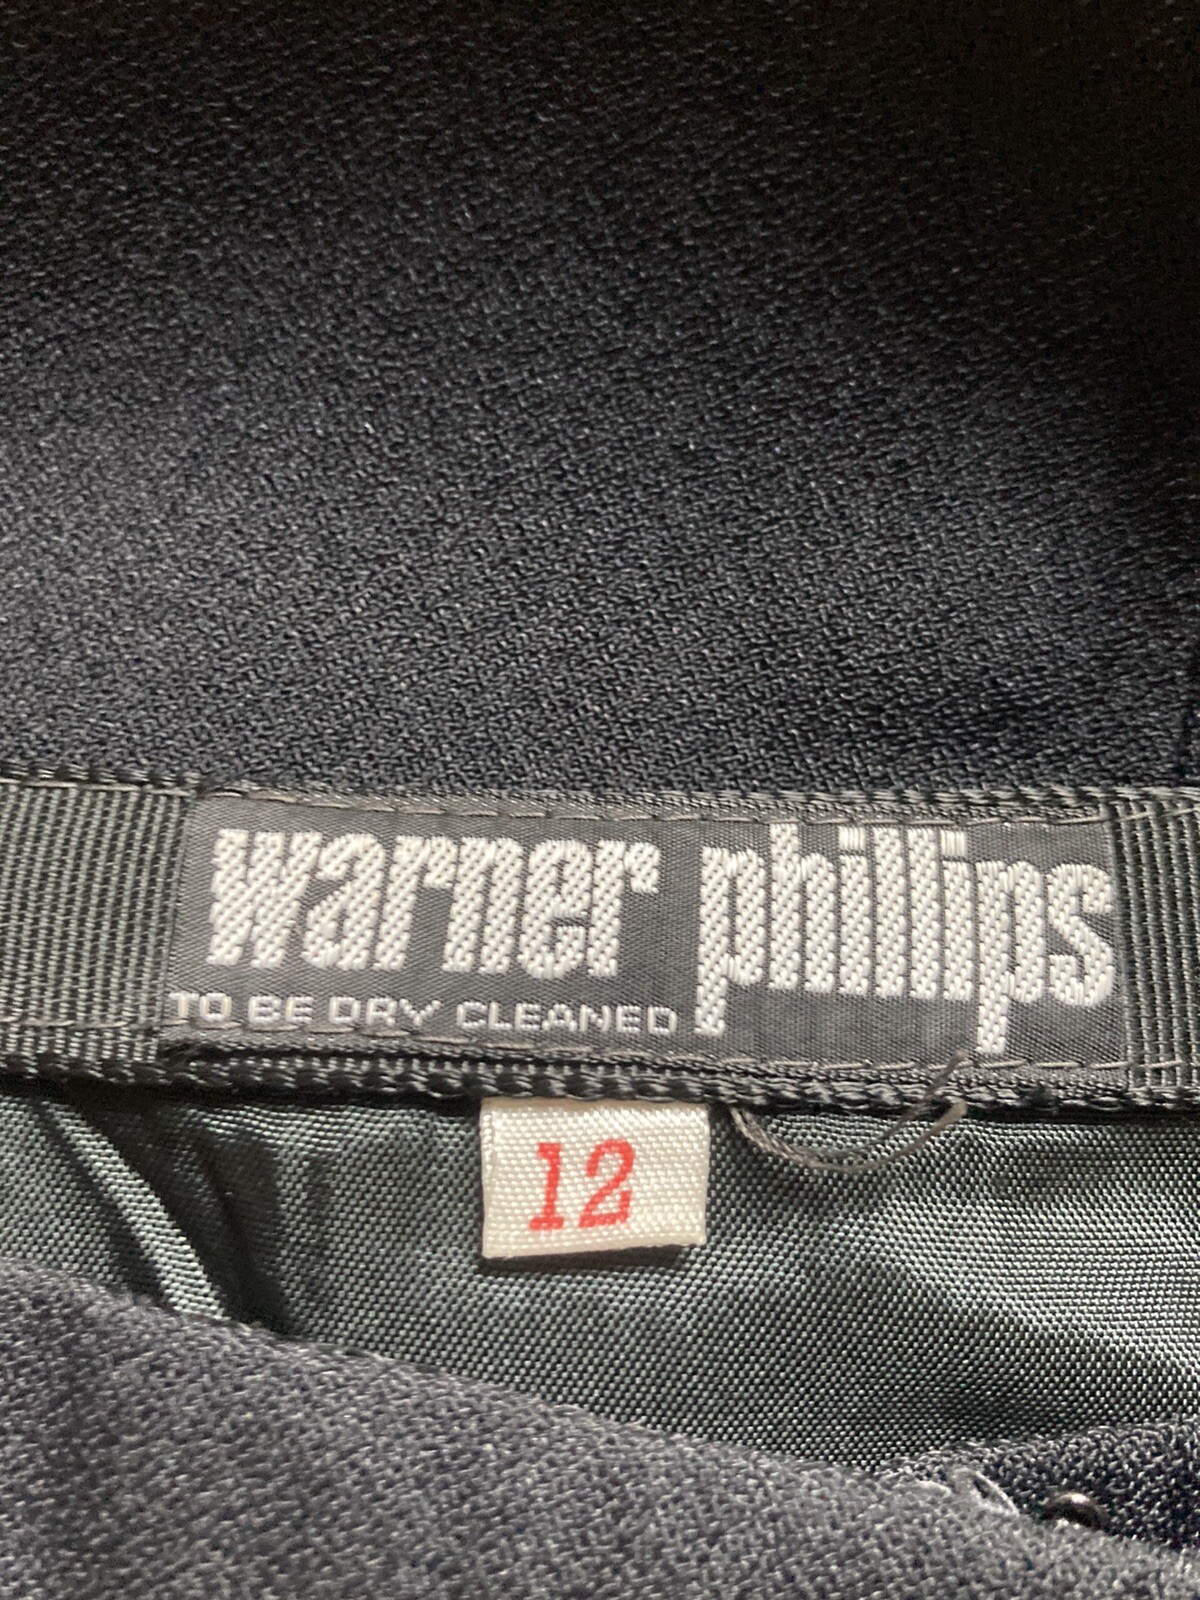 warner phillips
TO BE DRY CLEANED
12